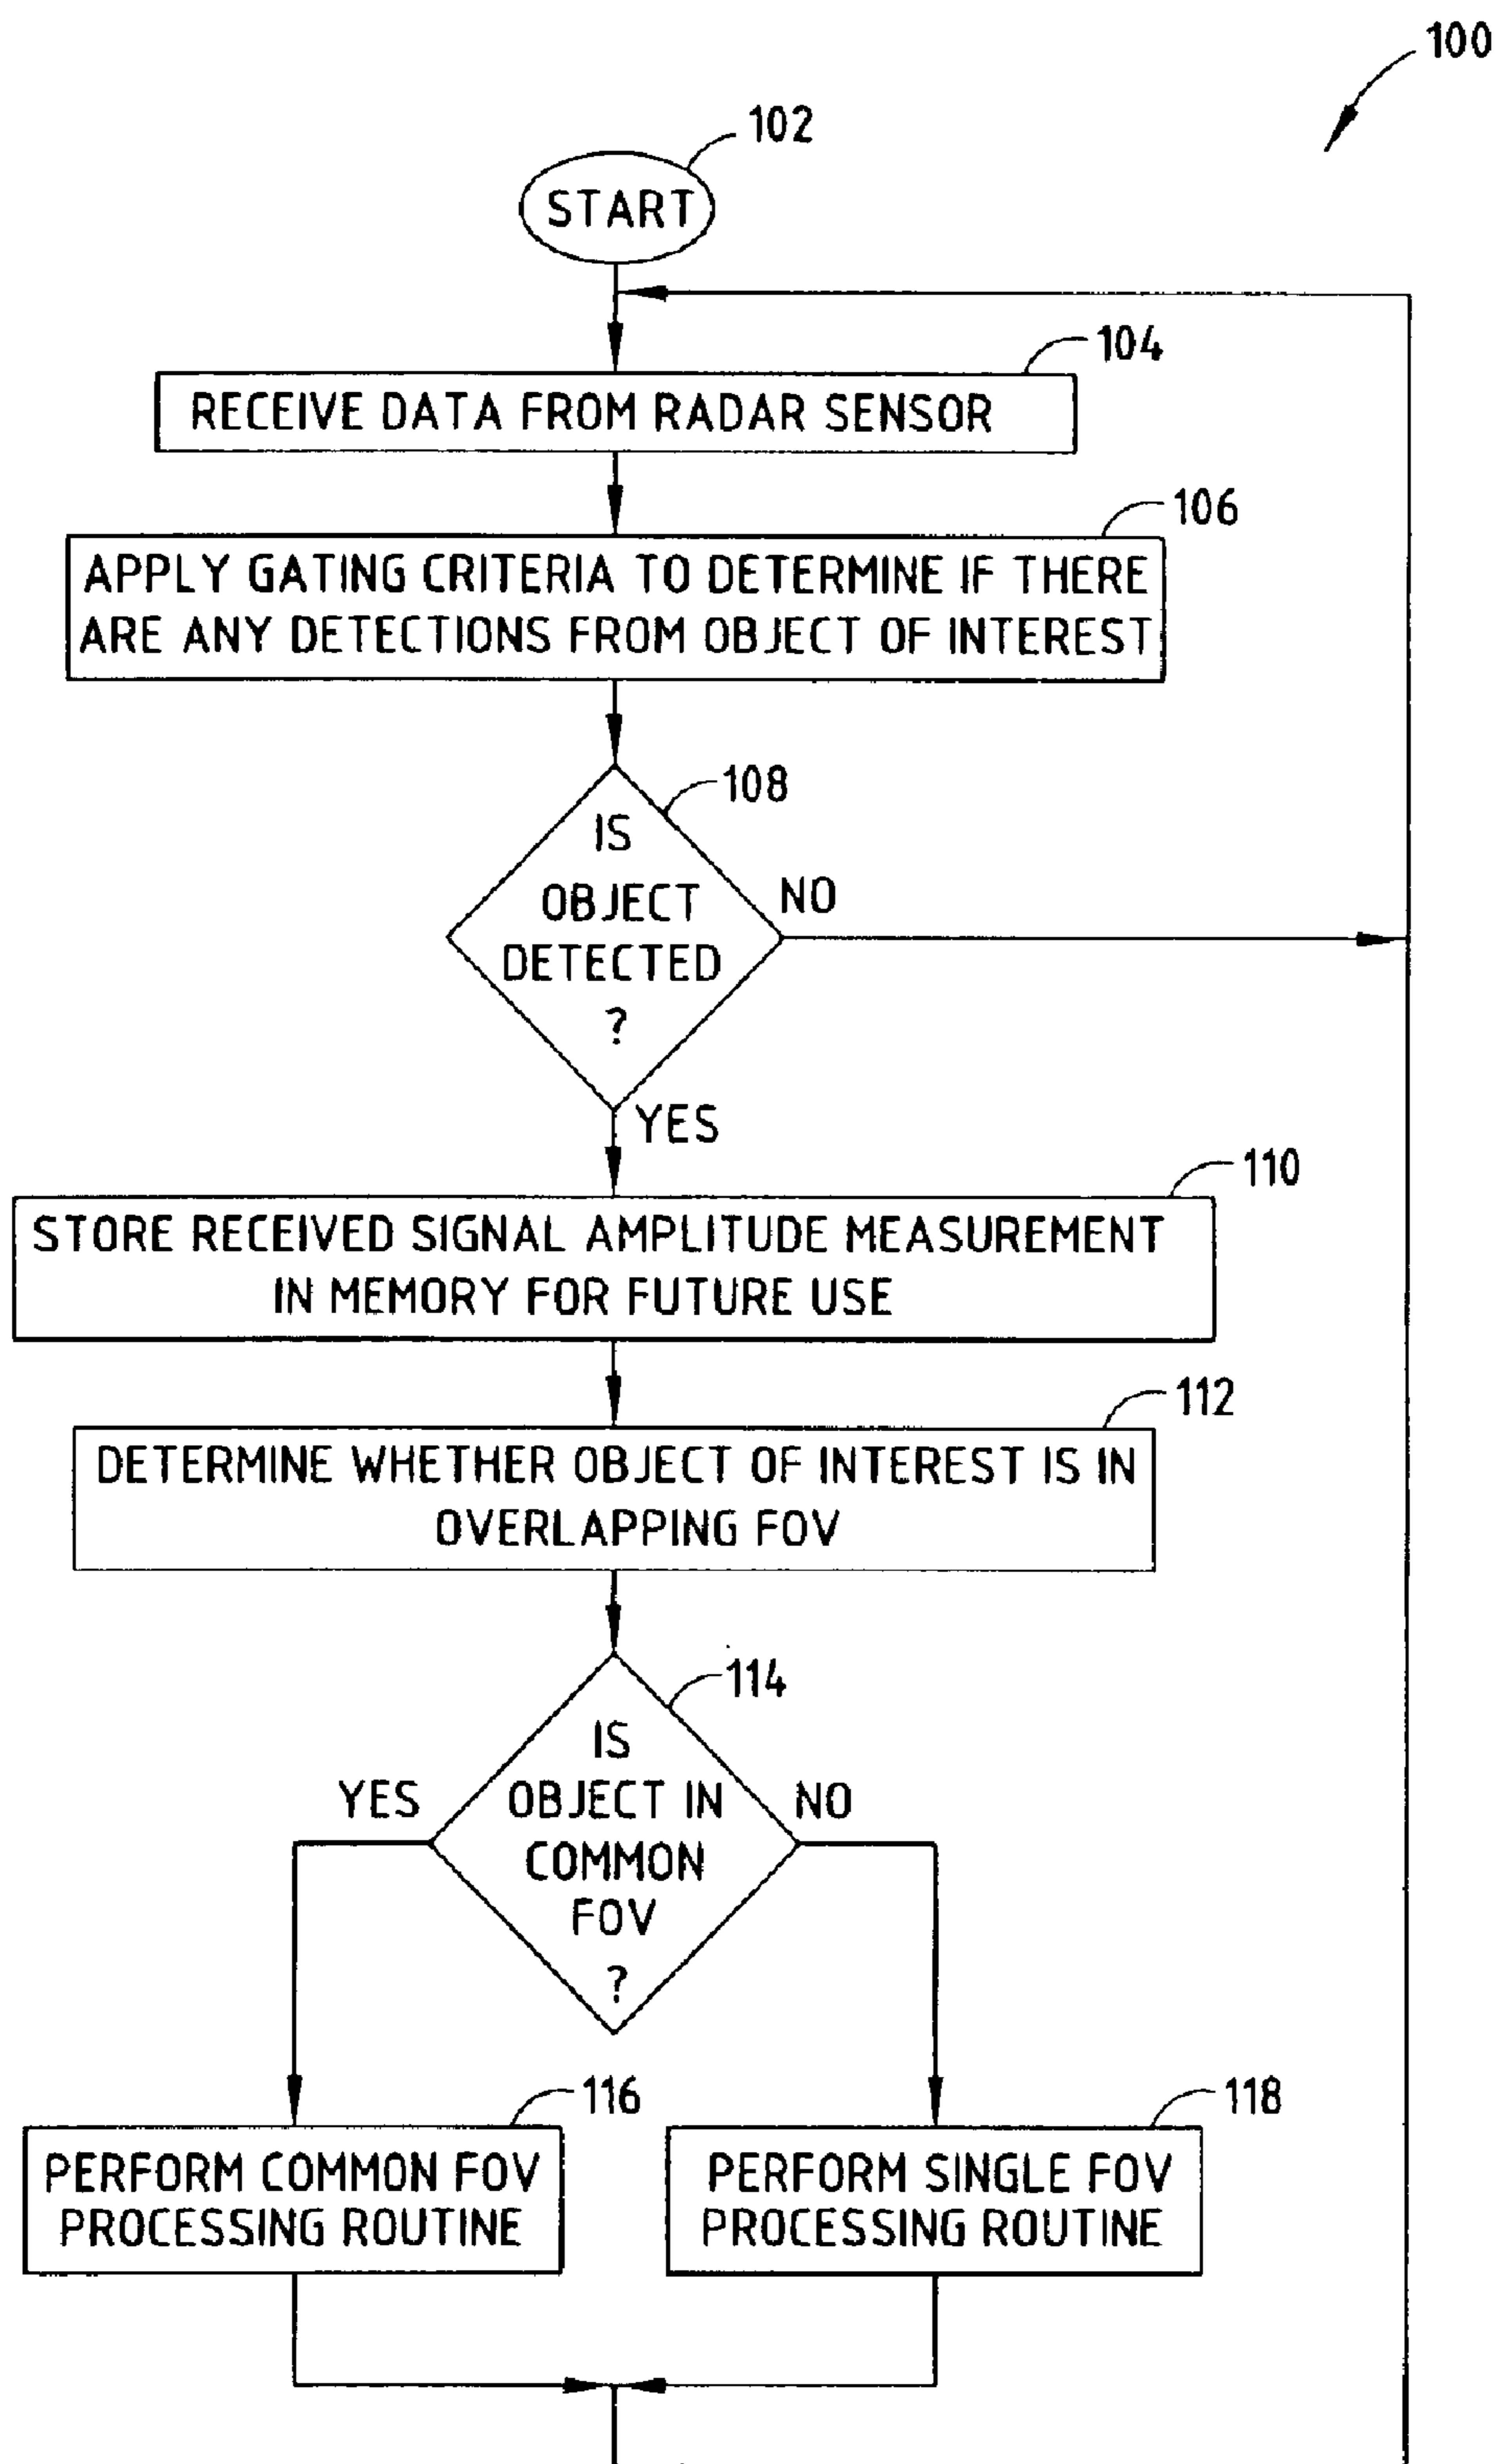 100
102
START
104
RECEIVE DATA FROM RADAR SENSOR
106
APPLY GATING CRITERIA TO DETERMINE IF THERE
ARE ANY DETECTIONS FROM OBJECT OF INTEREST
108
IS
OBJECT
DETECTED
?
NO
YES
110
STORE RECEIVED SIGNAL AMPLITUDE MEASUREMENT
IN MEMORY FOR FUTURE USE
112
DETERMINE WHETHER OBJECT OF INTEREST IS IN
OVERLAPPING FOV
114
IS
OBJECT IN
COMMON
FOV
?
YES
NO
116
PERFORM COMMON FOV
PROCESSING ROUTINE
118
PERFORM SINGLE FOV
PROCESSING ROUTINE